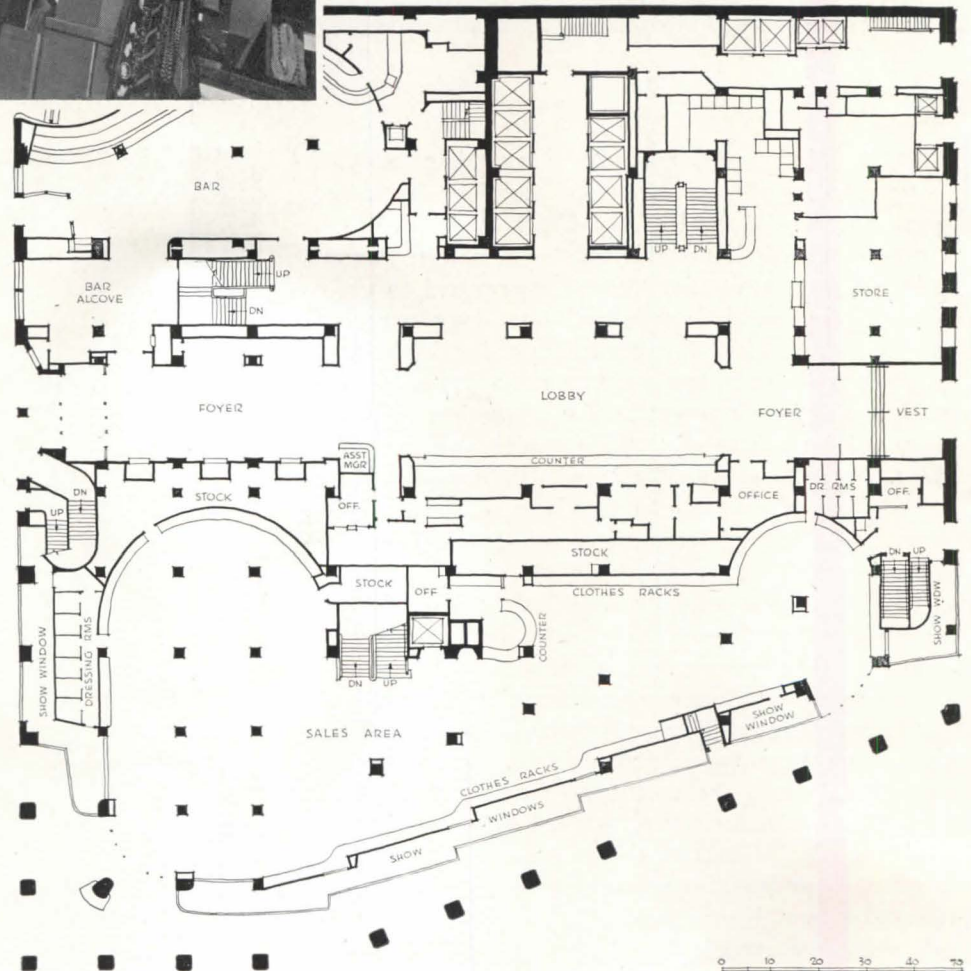 BAR
UP
DN
BAR
ALCOVE
UP
DN
STORE
FOYER
LOBBY
FOYER
VEST
ASST
MGR
COUNTER
DN
UP
STOCK
OFF.
OFFICE
DR RMS
OFF.
STOCK
STOCK
OFF
CLOTHES RACKS
DN
UP
SHOW WINDOW
DRESSING RMS
COUNTER
SHOW WDW
DN
UP
SALES AREA
SHOW
WINDOW
CLOTHES RACKS
WINDOWS
SHOW
0 10 20 30 40 50